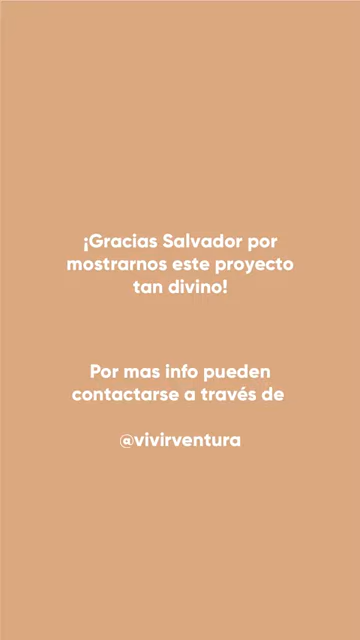 ¡Gracias Salvador por
mostrarnos este proyecto
tan divino!
Por mas info pueden
contactarse a través de
@vivirventura